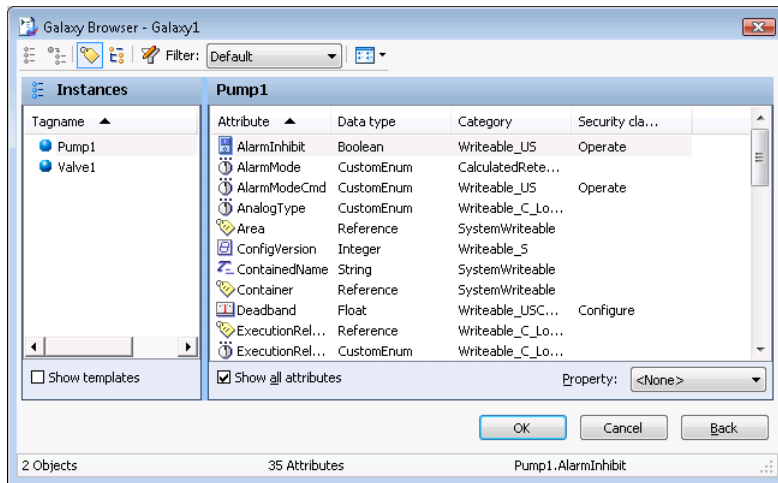 Galaxy Browser - Galaxy1
Filter: Default
Instances
Pump1
Tagname
Attribute Data type Category Security cla...
Pump1
Valve1
AlarmInhibit Boolean Writeable_US Operate
AlarmMode CustomEnum CalculatedRete...
AlarmModeCmd CustomEnum Writeable_US Operate
AnalogType CustomEnum Writeable_C_Lo...
Area Reference SystemWriteable
ConfigVersion Integer Writeable_S
ContainedName String SystemWriteable
Container Reference SystemWriteable
Deadband Float Writeable_USC... Configure
ExecutionRel... Reference Writeable_C_Lo...
ExecutionRel... CustomEnum Writeable_C_Lo...
Show templates
Show all attributes
Property: <None>
OK Cancel Back
2 Objects 35 Attributes Pump1.AlarmInhibit